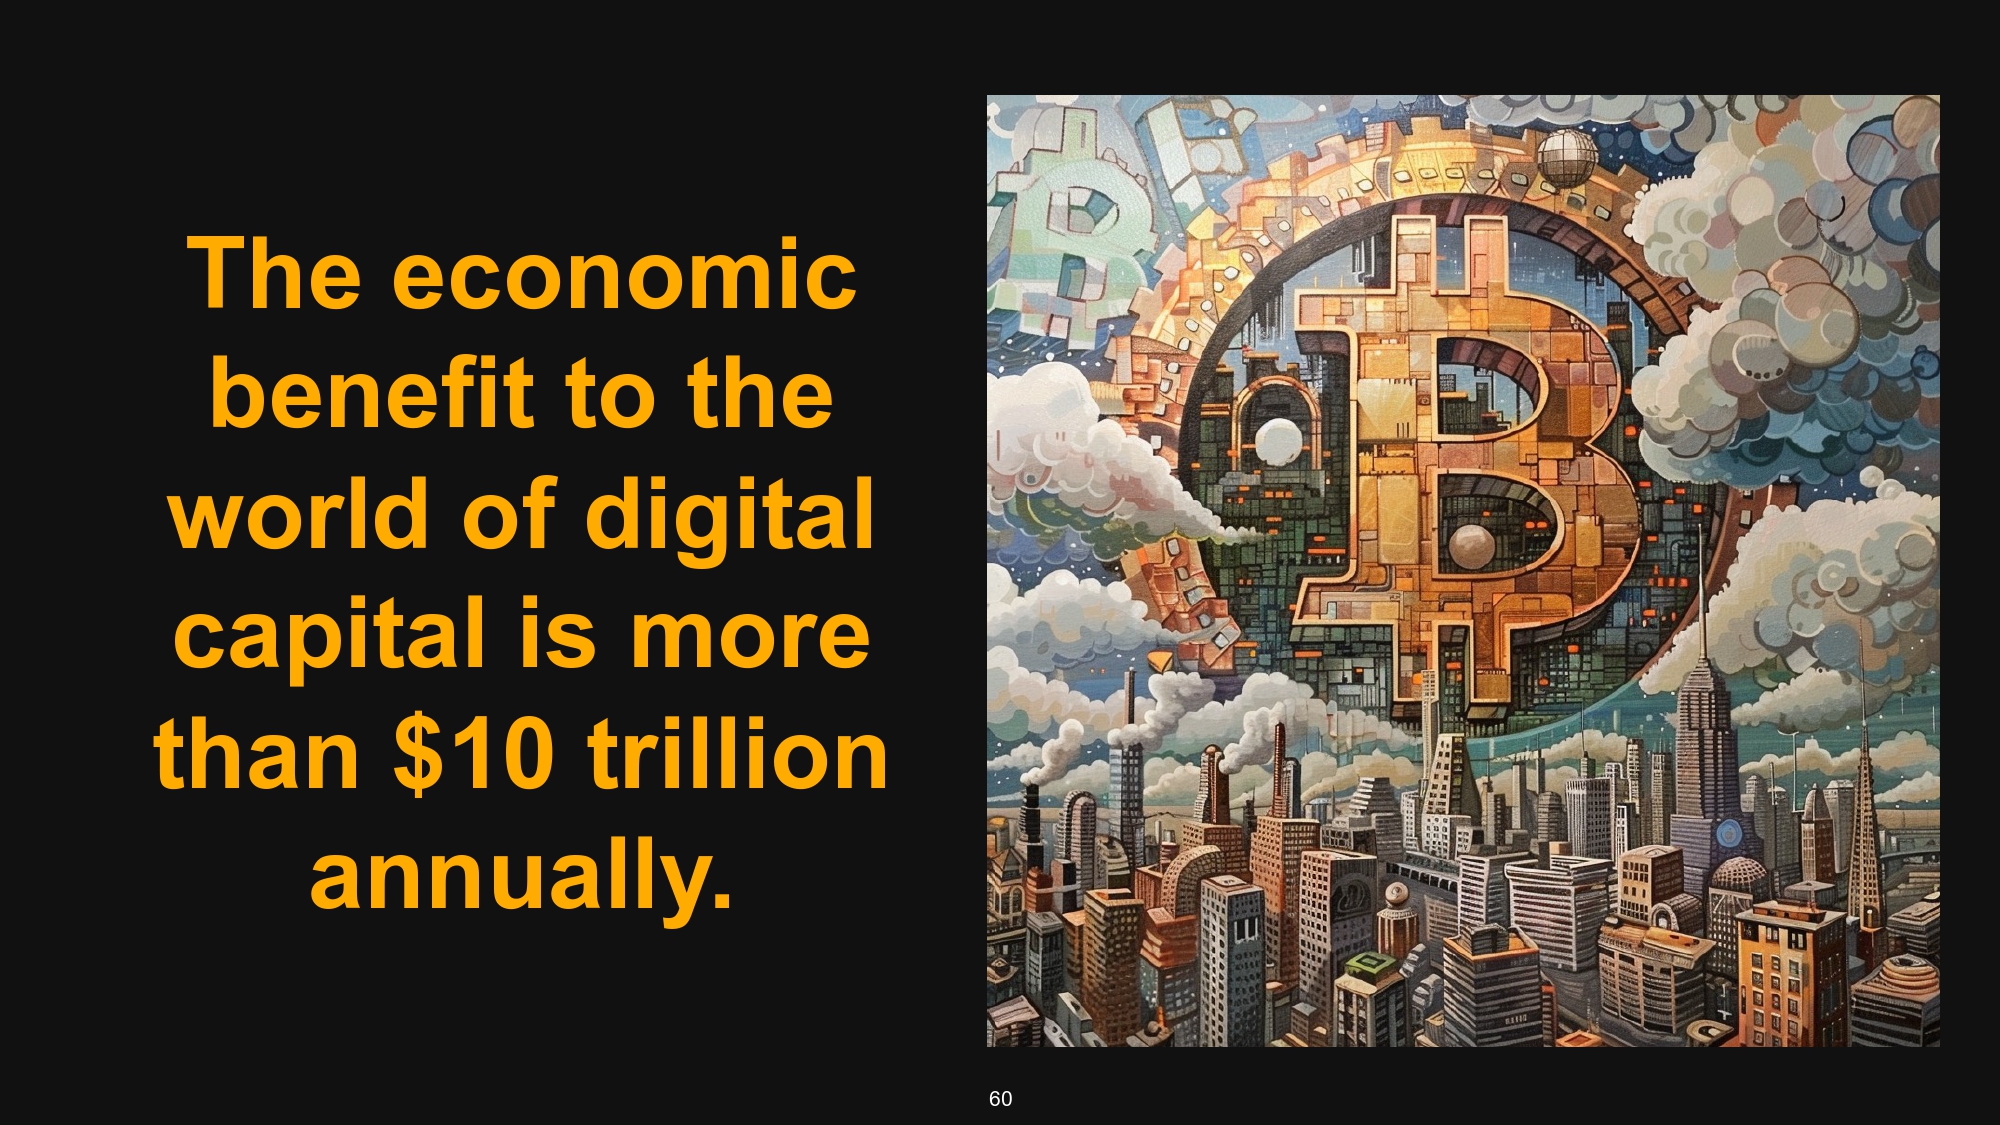 The economic
benefit to the
world of digital
capital is more
than $10 trillion
annually.
60